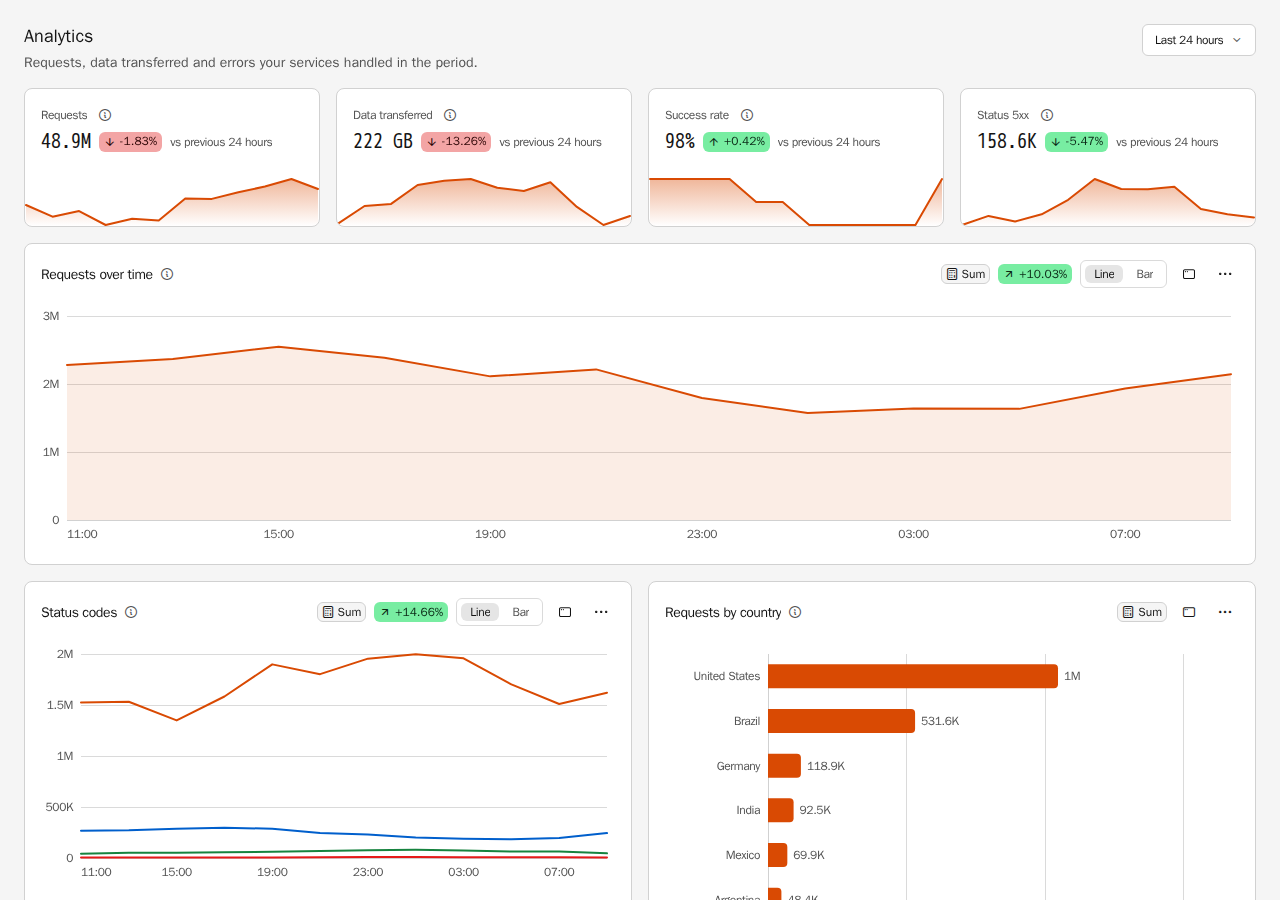 Analytics
Last 24 hours
Requests, data transferred and errors your services handled in the period.
Requests
48.9M -1.83% vs previous 24 hours
Data transferred
222 GB -13.26% vs previous 24 hours
Success rate
98% +0.42% vs previous 24 hours
Status 5xx
158.6K -5.47% vs previous 24 hours
Requests over time
Sum +10.03% Line Bar
3M
2M
1M
0
11:00 15:00 19:00 23:00 03:00 07:00
Status codes
Sum +14.66% Line Bar
2M
1.5M
1M
500K
0
11:00 15:00 19:00 23:00 03:00 07:00
Requests by country
Sum
United States 1M
Brazil 531.6K
Germany 118.9K
India 92.5K
Mexico 69.9K
Argentina 48.4K